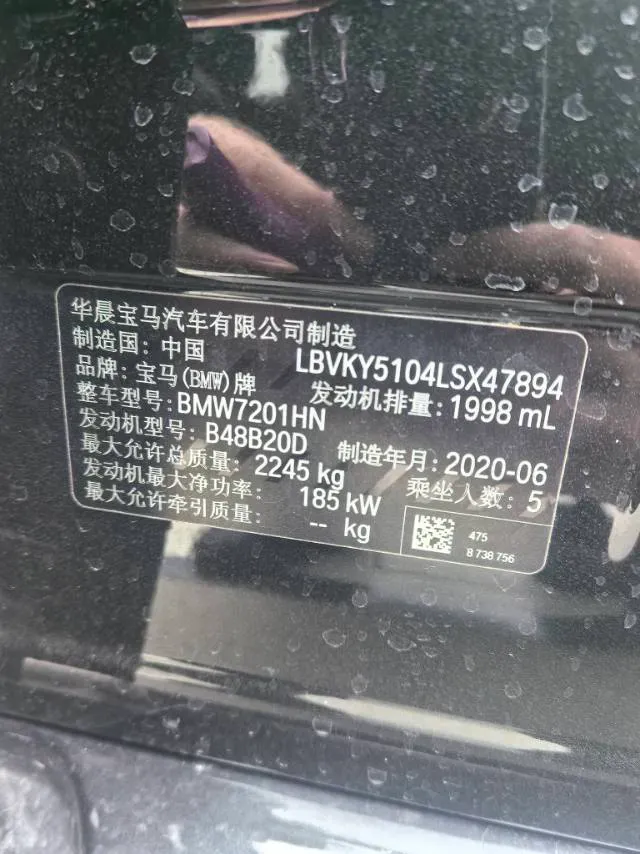 华晨宝马汽车有限公司制造
制造国：中国 LBVKY5104LSX47894
品牌：宝马(BMW)牌 发动机排量：1998 mL
整车型号：BMW7201HN
发动机型号：B48B20D 制造年月：2020-06
最大允许总质量：2245 kg 乘坐人数：5
发动机最大净功率：185 kW
最大允许牵引质量：-- kg
475
8 738 756